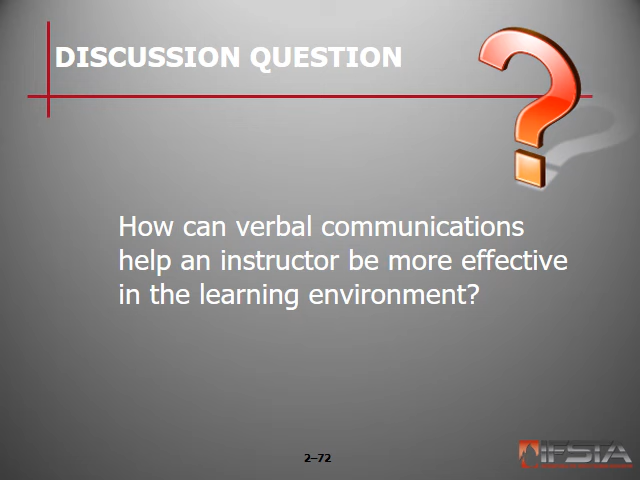 DISCUSSION QUESTION
How can verbal communications
help an instructor be more effective
in the learning environment?
2–72
IFSTA